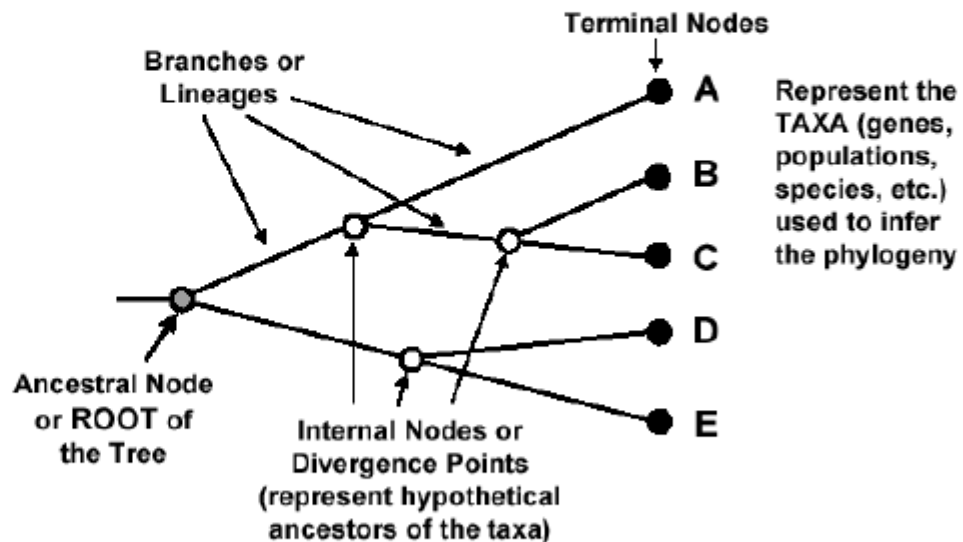 Terminal Nodes
Branches or
Lineages
A
B
C
D
E
Represent the
TAXA (genes,
populations,
species, etc.)
used to infer
the phylogeny
Ancestral Node
or ROOT of
the Tree
Internal Nodes or
Divergence Points
(represent hypothetical
ancestors of the taxa)